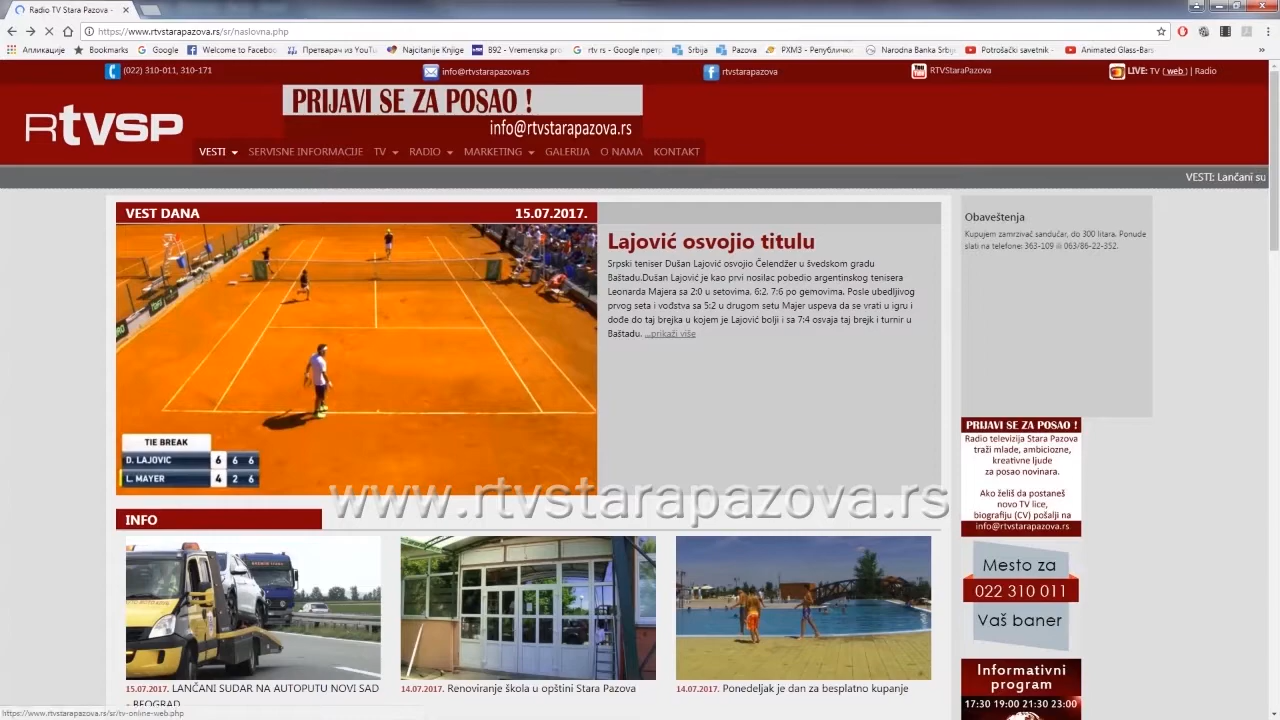 Radio TV Stara Pazova -
https://www.rtvstarapazova.rs/sr/naslovna.php
Апликације
Bookmarks
Google
Welcome to Facebook
Претварач из YouTu
Najcitanije Knjige
B92 - Vremenska pro
rtv rs - Google прет
Srbija
Pazova
РХМЗ - Републички
Narodna Banka Srbij
Potrošački savetnik -
Animated Glass-Bars
(022) 310-011, 310-171
info@rtvstarapazova.rs
rtvstarapazova
RTVStaraPazova
LIVE: TV ( web ) | Radio
RTVSP
PRIJAVI SE ZA POSAO !
info@rtvstarapazova.rs
VESTI
SERVISNE INFORMACIJE
TV
RADIO
MARKETING
GALERIJA
O NAMA
KONTAKT
VESTI: Lančani su
VEST DANA 15.07.2017.
TIE BREAK
D. LAJOVIC 6 6 6
L. MAYER 4 2 6
Lajović osvojio titulu
Srpski teniser Dušan Lajović osvojio Čelendžer u švedskom gradu
Baštadu.Dušan Lajović je kao prvi nosilac pobedio argentinskog tenisera
Leonarda Majera sa 2:0 u setovima, 6:2, 7:6 po gemovima. Posle ubedljivog
prvog seta i vođstva sa 5:2 u drugom setu Majer uspeva da se vrati u igru i
dođe do taj brejka u kojem je Lajović bolji i sa 7:4 osvaja taj brejk i turnir u
Baštadu. ...prikaži više
Obaveštenja
Kupujem zamrzivač sandučar, do 300 litara. Ponude
slati na telefone: 363-109 ili 063/86-22-352.
PRIJAVI SE ZA POSAO !
Radio televizija Stara Pazova
traži mlade, ambiciozne,
kreativne ljude
za posao novinara.
Ako želiš da postaneš
novo TV lice,
biografiju (CV) pošalji na
info@rtvstarapazova.rs
www.rtvstarapazova.rs
INFO
15.07.2017. LANČANI SUDAR NA AUTOPUTU NOVI SAD
- BEOGRAD
14.07.2017. Renoviranje škola u opštini Stara Pazova
14.07.2017. Ponedeljak je dan za besplatno kupanje
Mesto za
022 310 011
Vaš baner
Informativni
program
17:30 19:00 21:30 23:00
https://www.rtvstarapazova.rs/sr/tv-online-web.php